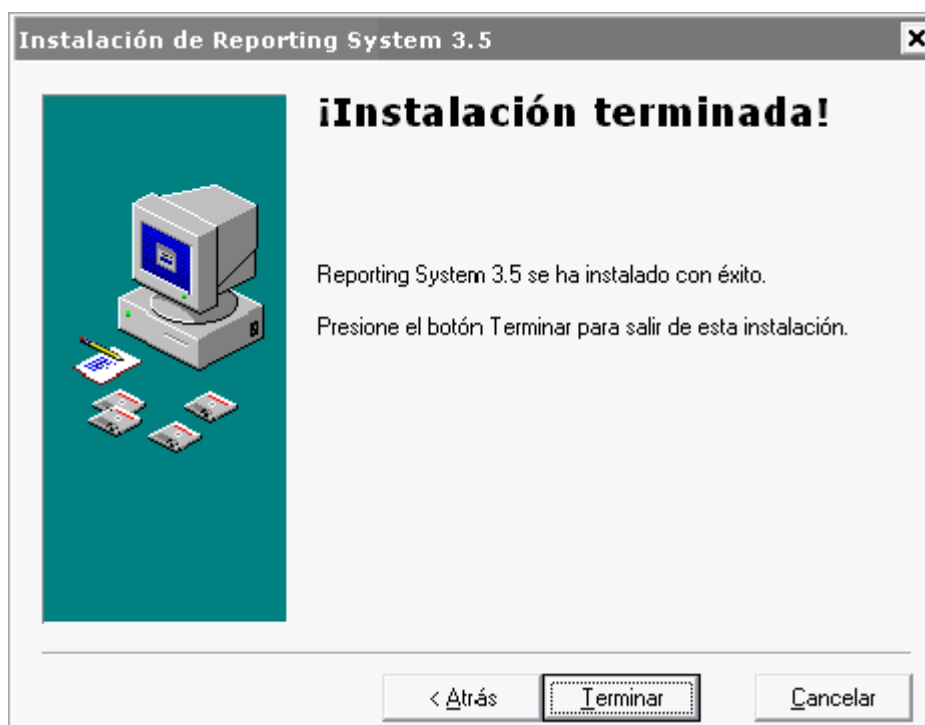 Instalación de Reporting System 3.5
¡Instalación terminada!
Reporting System 3.5 se ha instalado con éxito.
Presione el botón Terminar para salir de esta instalación.
< Atrás
Terminar
Cancelar